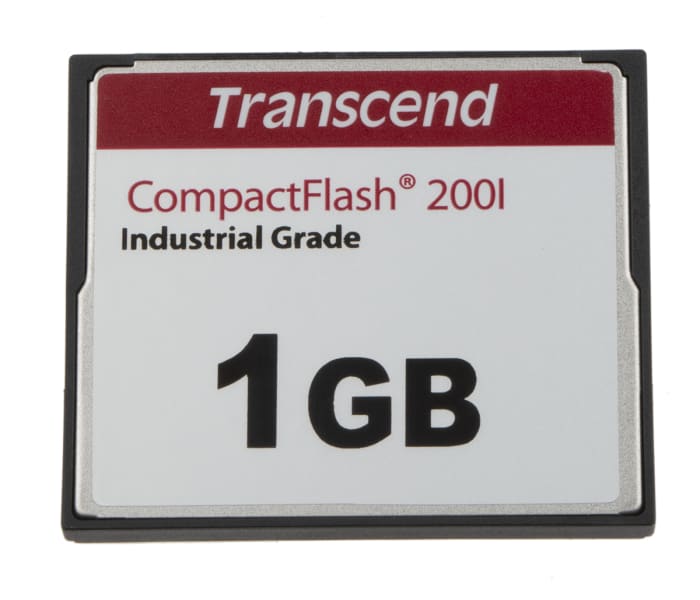 Transcend
CompactFlash® 200I
Industrial Grade
1GB